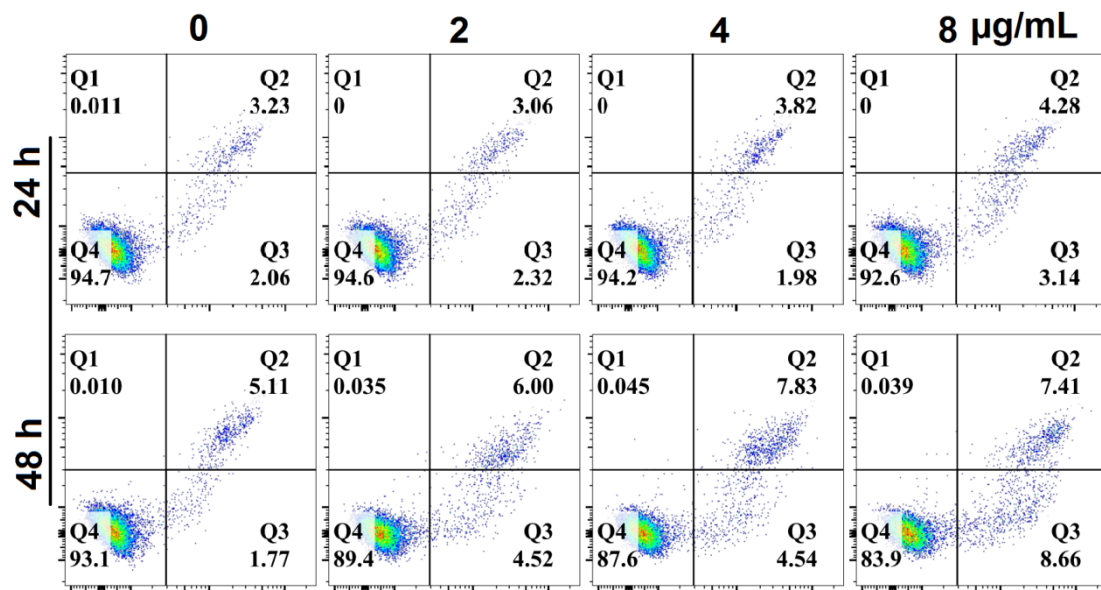 0 2 4 8 µg/mL
24 h
Q1 Q2 Q1 Q2 Q1 Q2 Q1 Q2
0.011 3.23 0 3.06 0 3.82 0 4.28
Q4 Q3 Q4 Q3 Q4 Q3 Q4 Q3
94.7 2.06 94.6 2.32 94.2 1.98 92.6 3.14
48 h
Q1 Q2 Q1 Q2 Q1 Q2 Q1 Q2
0.010 5.11 0.035 6.00 0.045 7.83 0.039 7.41
Q4 Q3 Q4 Q3 Q4 Q3 Q4 Q3
93.1 1.77 89.4 4.52 87.6 4.54 83.9 8.66